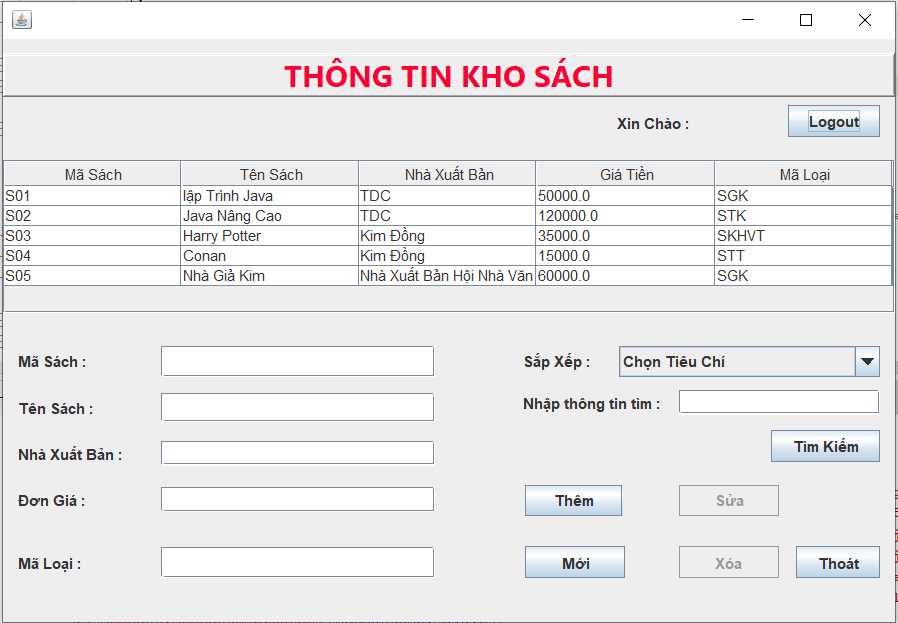 THÔNG TIN KHO SÁCH
Xin Chào : Logout
Mã Sách Tên Sách Nhà Xuất Bản Giá Tiền Mã Loại
S01 lập Trình Java TDC 50000.0 SGK
S02 Java Nâng Cao TDC 120000.0 STK
S03 Harry Potter Kim Đồng 35000.0 SKHVT
S04 Conan Kim Đồng 15000.0 STT
S05 Nhà Giả Kim Nhà Xuất Bản Hội Nhà Văn 60000.0 SGK
Mã Sách : Sắp Xếp : Chọn Tiêu Chí
Tên Sách : Nhập thông tin tìm :
Nhà Xuất Bản : Tìm Kiếm
Đơn Giá : Thêm Sửa
Mã Loại : Mới Xóa Thoát